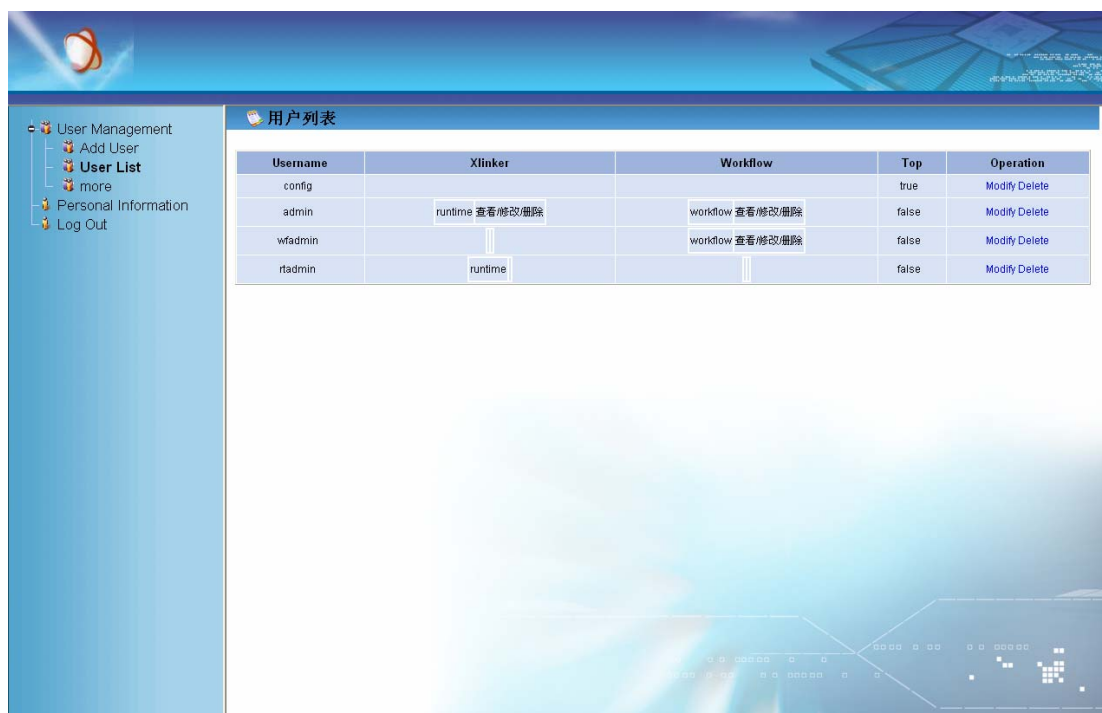 User Management
Add User
User List
more
Personal Information
Log Out
用户列表
Username Xlinker Workflow Top Operation
config true Modify Delete
admin runtime 查看/修改/删除 workflow 查看/修改/删除 false Modify Delete
wfadmin workflow 查看/修改/删除 false Modify Delete
rtadmin runtime false Modify Delete